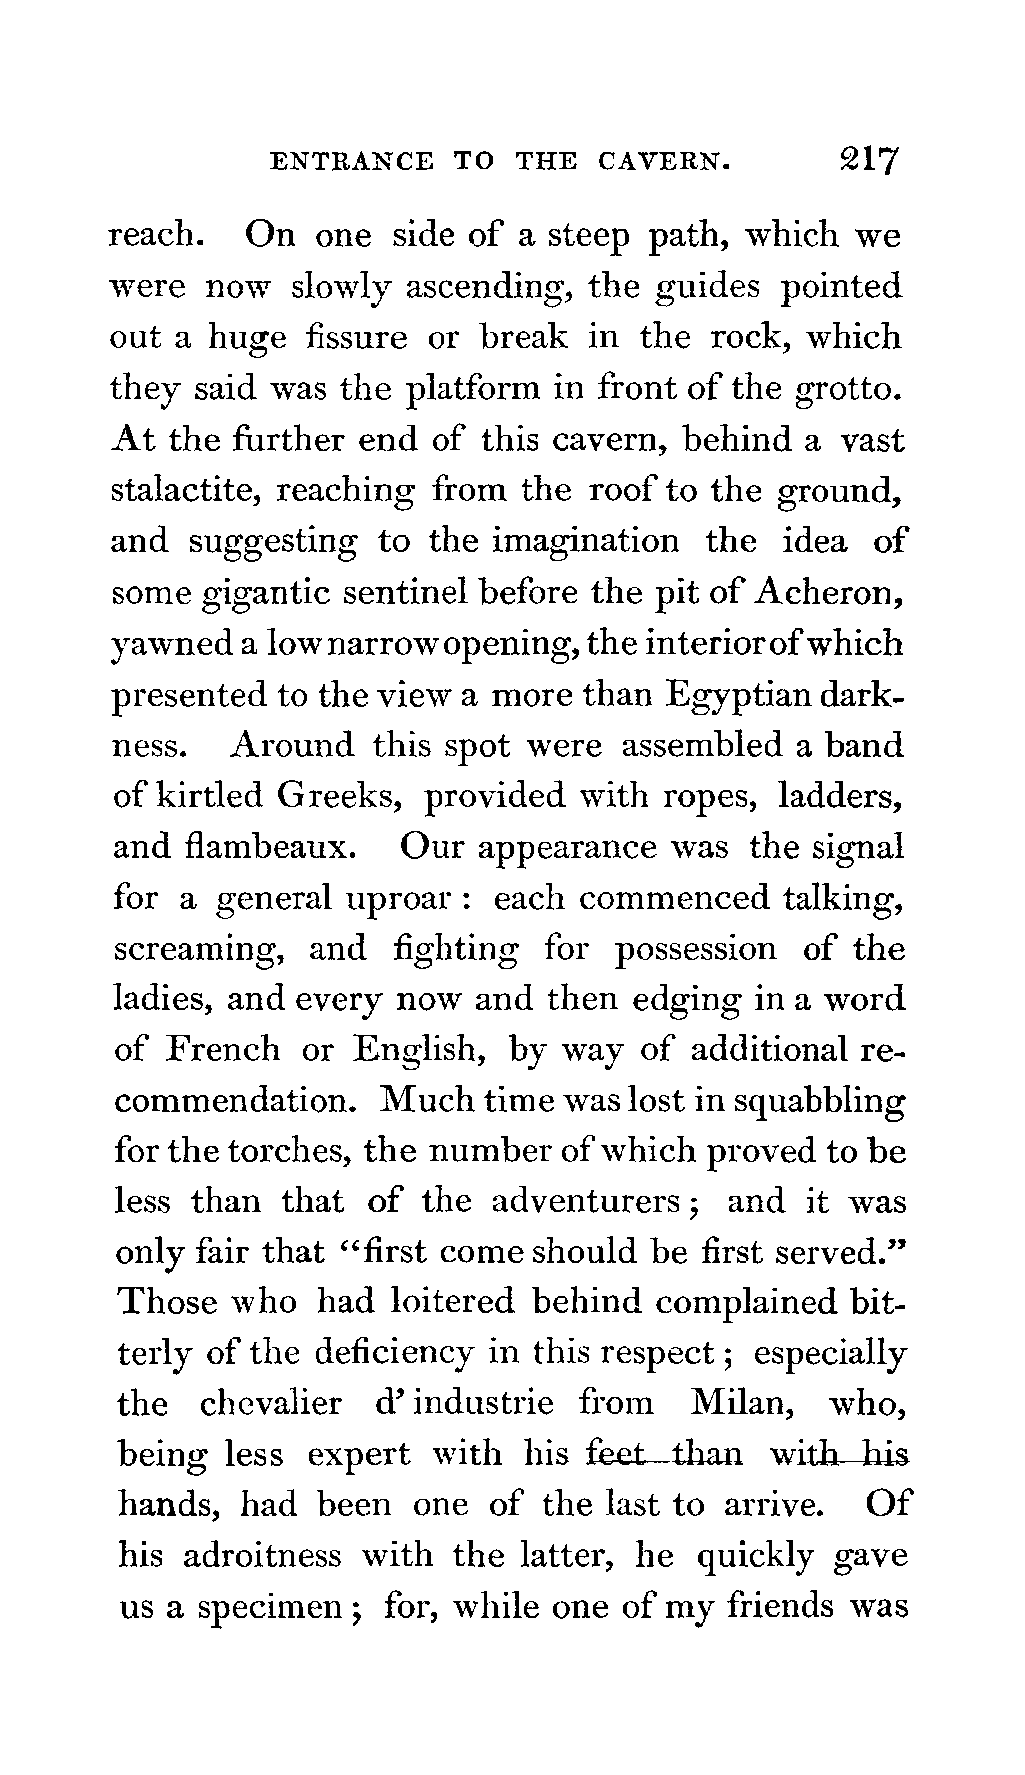 ENTRANCE TO THE CAVERN. 217
reach. On one side of a steep path, which we
were now slowly ascending, the guides pointed
out a huge fissure or break in the rock, which
they said was the platform in front of the grotto.
At the further end of this cavern, behind a vast
stalactite, reaching from the roof to the ground,
and suggesting to the imagination the idea of
some gigantic sentinel before the pit of Acheron,
yawned a low narrow opening, the interior of which
presented to the view a more than Egyptian dark-
ness. Around this spot were assembled a band
of kirtled Greeks, provided with ropes, ladders,
and flambeaux. Our appearance was the signal
for a general uproar : each commenced talking,
screaming, and fighting for possession of the
ladies, and every now and then edging in a word
of French or English, by way of additional re-
commendation. Much time was lost in squabbling
for the torches, the number of which proved to be
less than that of the adventurers ; and it was
only fair that “first come should be first served.”
Those who had loitered behind complained bit-
terly of the deficiency in this respect ; especially
the chevalier d’ industrie from Milan, who,
being less expert with his feet than with his
hands, had been one of the last to arrive. Of
his adroitness with the latter, he quickly gave
us a specimen ; for, while one of my friends was